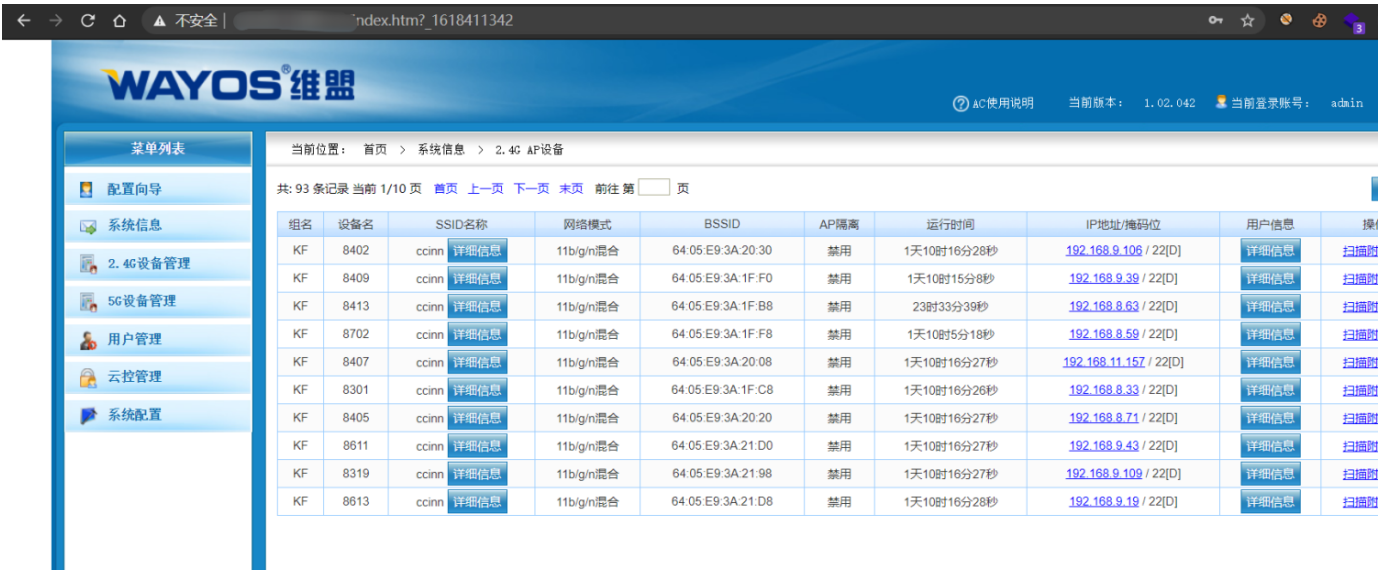 不安全 | index.htm?_1618411342
3
WAYOS®维盟
AC使用说明 当前版本： 1.02.042 当前登录账号： admin
菜单列表
当前位置： 首页 > 系统信息 > 2.4G AP设备
配置向导
系统信息
2.4G设备管理
5G设备管理
用户管理
云控管理
系统配置
共: 93 条记录 当前 1/10 页 首页 上一页 下一页 末页 前往 第 页
组名 设备名 SSID名称 网络模式 BSSID AP隔离 运行时间 IP地址/掩码位 用户信息
KF 8402 ccinn 详细信息 11b/g/n混合 64:05:E9:3A:20:30 禁用 1天10时16分28秒 192.168.9.106 / 22[D] 详细信息 扫描附
KF 8409 ccinn 详细信息 11b/g/n混合 64:05:E9:3A:1F:F0 禁用 1天10时15分8秒 192.168.9.39 / 22[D] 详细信息 扫描附
KF 8413 ccinn 详细信息 11b/g/n混合 64:05:E9:3A:1F:B8 禁用 23时33分39秒 192.168.8.63 / 22[D] 详细信息 扫描附
KF 8702 ccinn 详细信息 11b/g/n混合 64:05:E9:3A:1F:F8 禁用 1天10时5分18秒 192.168.8.59 / 22[D] 详细信息 扫描附
KF 8407 ccinn 详细信息 11b/g/n混合 64:05:E9:3A:20:08 禁用 1天10时16分27秒 192.168.11.157 / 22[D] 详细信息 扫描附
KF 8301 ccinn 详细信息 11b/g/n混合 64:05:E9:3A:1F:C8 禁用 1天10时16分26秒 192.168.8.33 / 22[D] 详细信息 扫描附
KF 8405 ccinn 详细信息 11b/g/n混合 64:05:E9:3A:20:20 禁用 1天10时16分27秒 192.168.8.71 / 22[D] 详细信息 扫描附
KF 8611 ccinn 详细信息 11b/g/n混合 64:05:E9:3A:21:D0 禁用 1天10时16分27秒 192.168.9.43 / 22[D] 详细信息 扫描附
KF 8319 ccinn 详细信息 11b/g/n混合 64:05:E9:3A:21:98 禁用 1天10时16分27秒 192.168.9.109 / 22[D] 详细信息 扫描附
KF 8613 ccinn 详细信息 11b/g/n混合 64:05:E9:3A:21:D8 禁用 1天10时16分28秒 192.168.9.19 / 22[D] 详细信息 扫描附